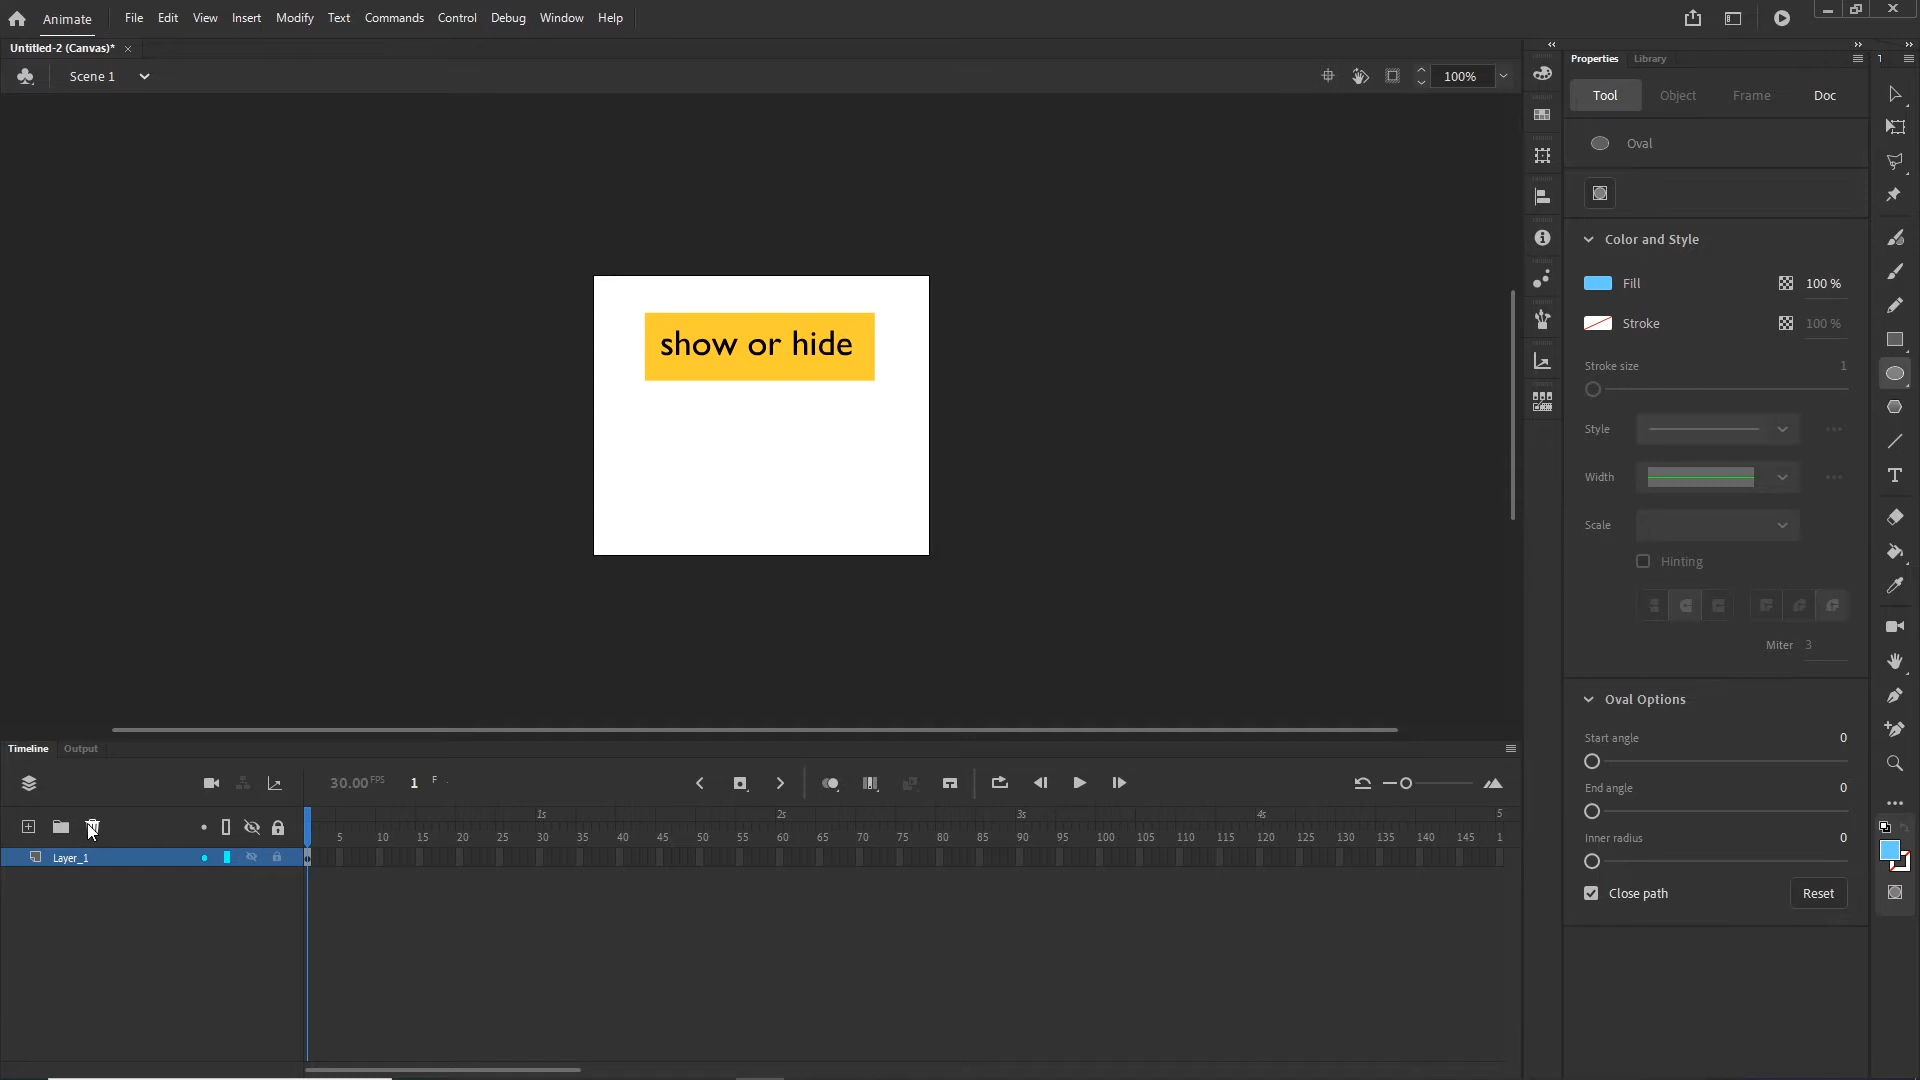 Animate File Edit View Insert Modify Text Commands Control Debug Window Help
Untitled-2 (Canvas)* ×
Scene 1 100%
show or hide
Properties Library
Tool Object Frame Doc
Oval
Color and Style
Fill 100 %
Stroke 100 %
Stroke size 1
Style
Width
Scale
Hinting
Miter 3
Oval Options
Start angle 0
End angle 0
Inner radius 0
Close path Reset
Timeline Output
30.00 FPS 1 F
1s 2s 3s 4s 5
5 10 15 20 25 30 35 40 45 50 55 60 65 70 75 80 85 90 95 100 105 110 115 120 125 130 135 140 145 1
Layer_1